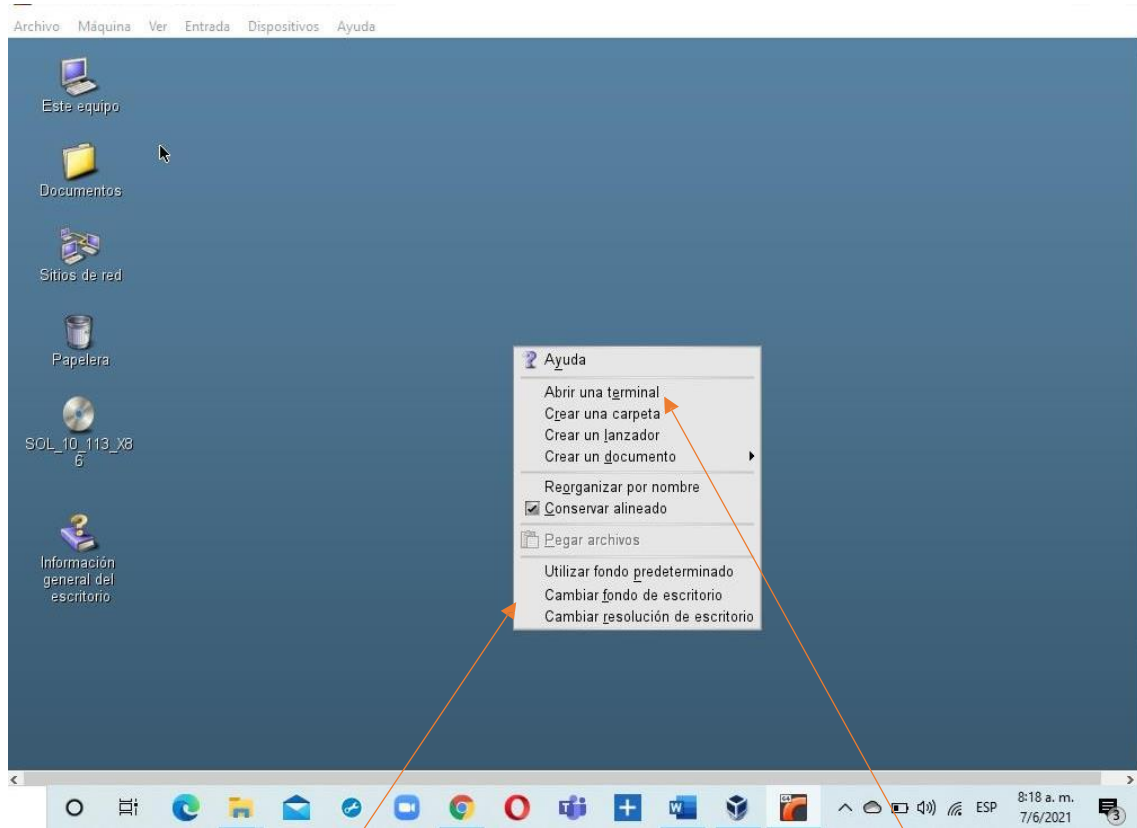 Archivo Máquina Ver Entrada Dispositivos Ayuda
Este equipo
Documentos
Sitios de red
Papelera
SOL_10_113_X8
6
Información
general del
escritorio
Ayuda
Abrir una terminal
Crear una carpeta
Crear un lanzador
Crear un documento
Reorganizar por nombre
Conservar alineado
Pegar archivos
Utilizar fondo predeterminado
Cambiar fondo de escritorio
Cambiar resolución de escritorio
64
ESP
8:18 a. m.
7/6/2021
3